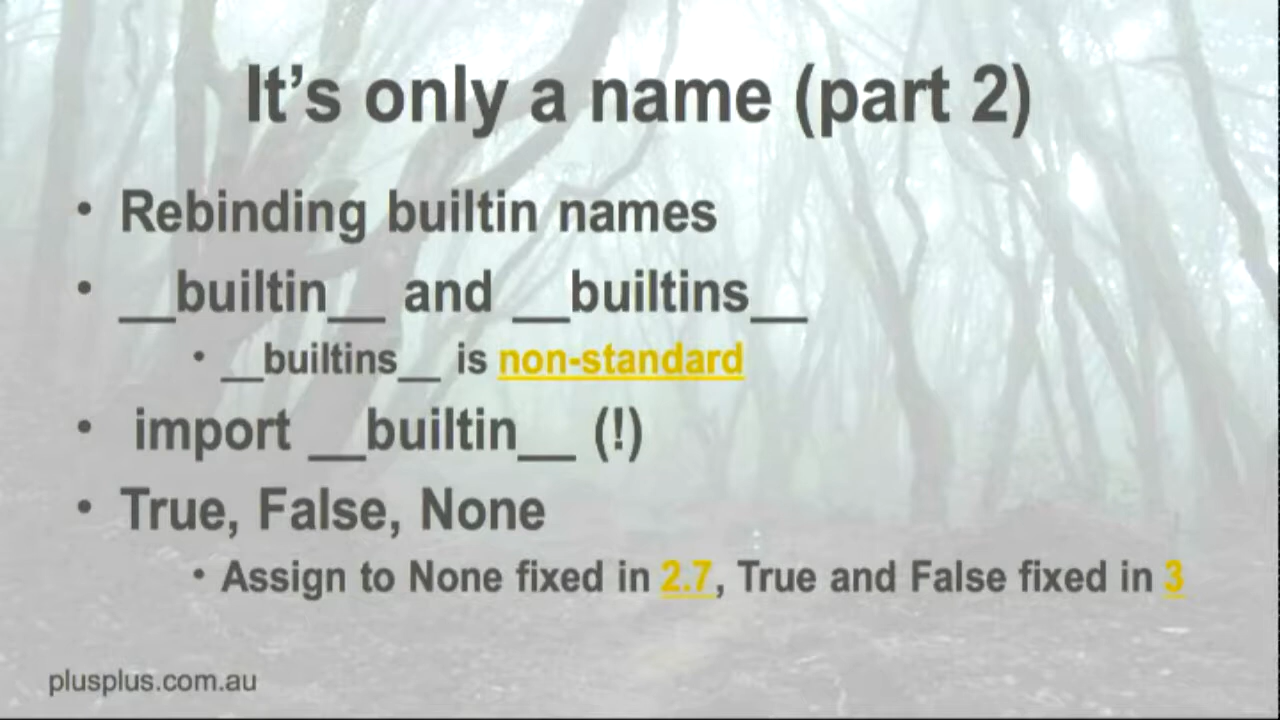 It's only a name (part 2)
• Rebinding builtin names
• __builtin__ and __builtins__
• __builtins__ is non-standard
• import __builtin__ (!)
• True, False, None
• Assign to None fixed in 2.7, True and False fixed in 3
plusplus.com.au